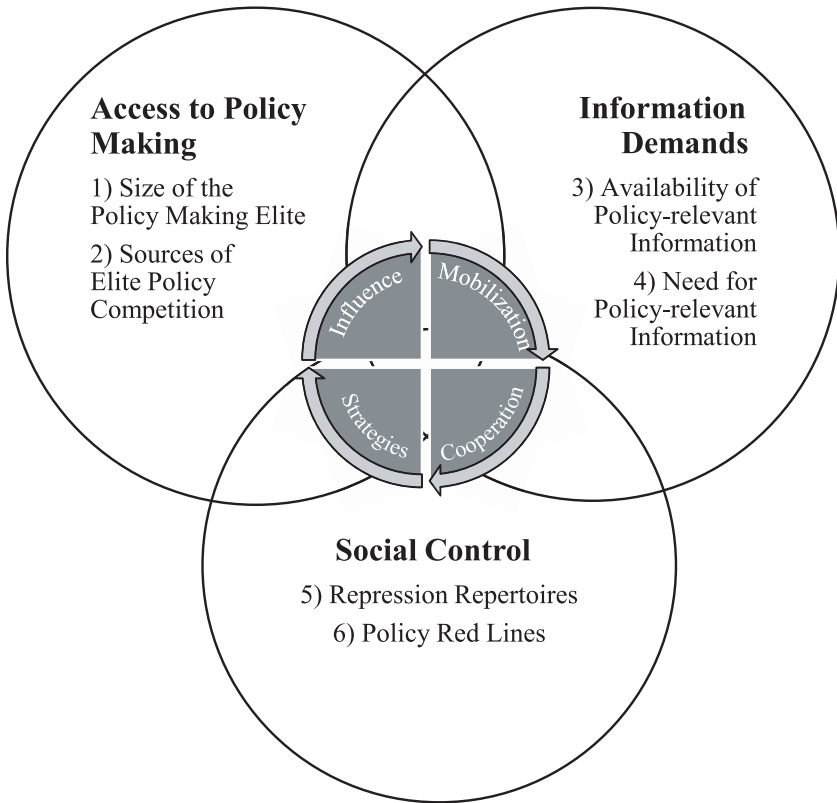 Access to Policy
Making
1) Size of the
Policy Making Elite
2) Sources of
Elite Policy
Competition
Information
Demands
3) Availability of
Policy-relevant
Information
4) Need for
Policy-relevant
Information
Influence
Mobilization
Strategies
Cooperation
Social Control
5) Repression Repertoires
6) Policy Red Lines